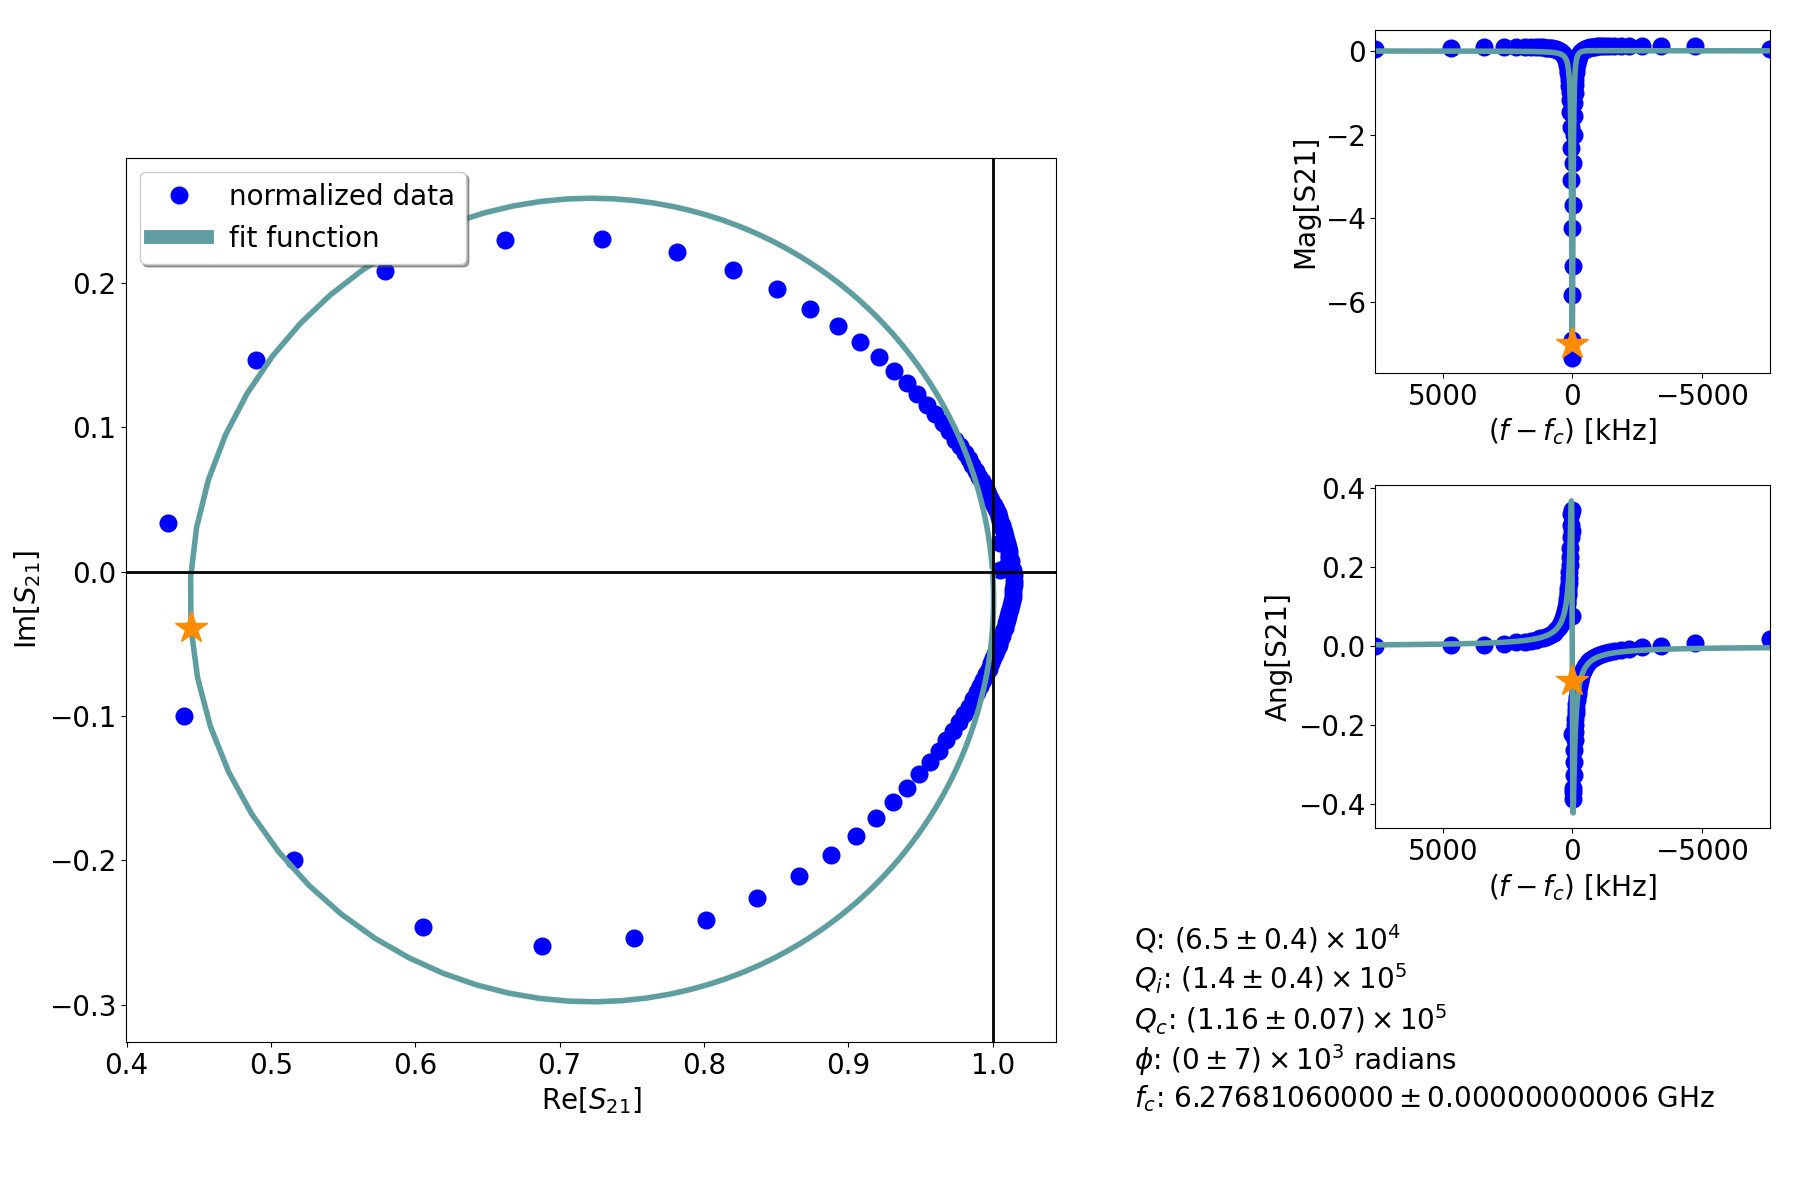 normalized data
fit function
0.2
0.1
0.0
−0.1
−0.2
−0.3
Im[S21]
0.4 0.5 0.6 0.7 0.8 0.9 1.0
Re[S21]
0
−2
−4
−6
Mag[S21]
5000 0 −5000
(f − fc) [kHz]
0.4
0.2
0.0
−0.2
−0.4
Ang[S21]
5000 0 −5000
(f − fc) [kHz]
Q: (6.5 ± 0.4) × 10^4
Qi: (1.4 ± 0.4) × 10^5
Qc: (1.16 ± 0.07) × 10^5
ϕ: (0 ± 7) × 10^3 radians
fc: 6.27681060000 ± 0.00000000006 GHz